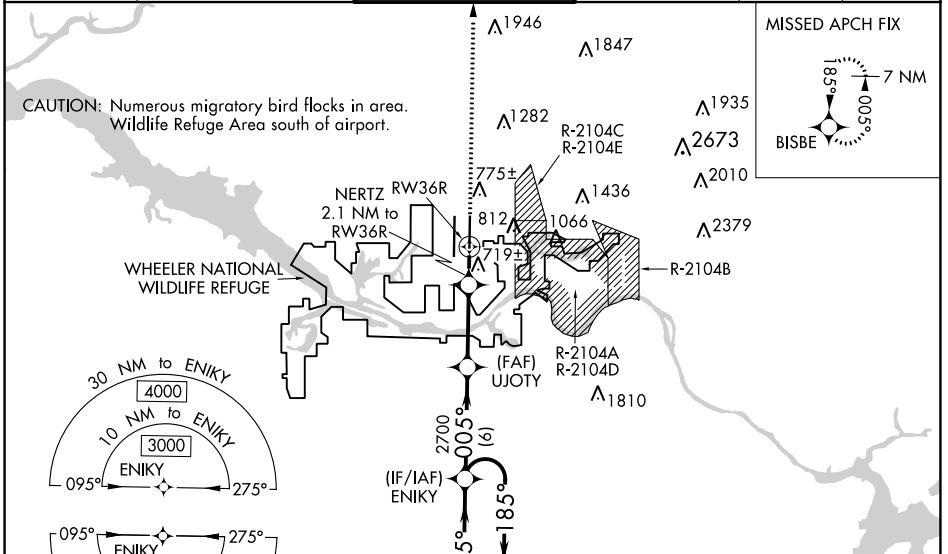 1946
1847
MISSED APCH FIX
185°
7 NM
005°
BISBE
CAUTION: Numerous migratory bird flocks in area.
Wildlife Refuge Area south of airport.
1282
1935
R-2104C
R-2104E
2673
775±
2010
NERTZ
2.1 NM to
RW36R
RW36R
1436
812
1066
2379
719±
WHEELER NATIONAL
WILDLIFE REFUGE
R-2104B
R-2104A
R-2104D
(FAF)
UJOTY
1810
30 NM to ENIKY
4000
10 NM to ENIKY
3000
ENIKY
095°
275°
2700
005°
(6)
(IF/IAF)
ENIKY
185°
095°
275°
ENIKY
5°